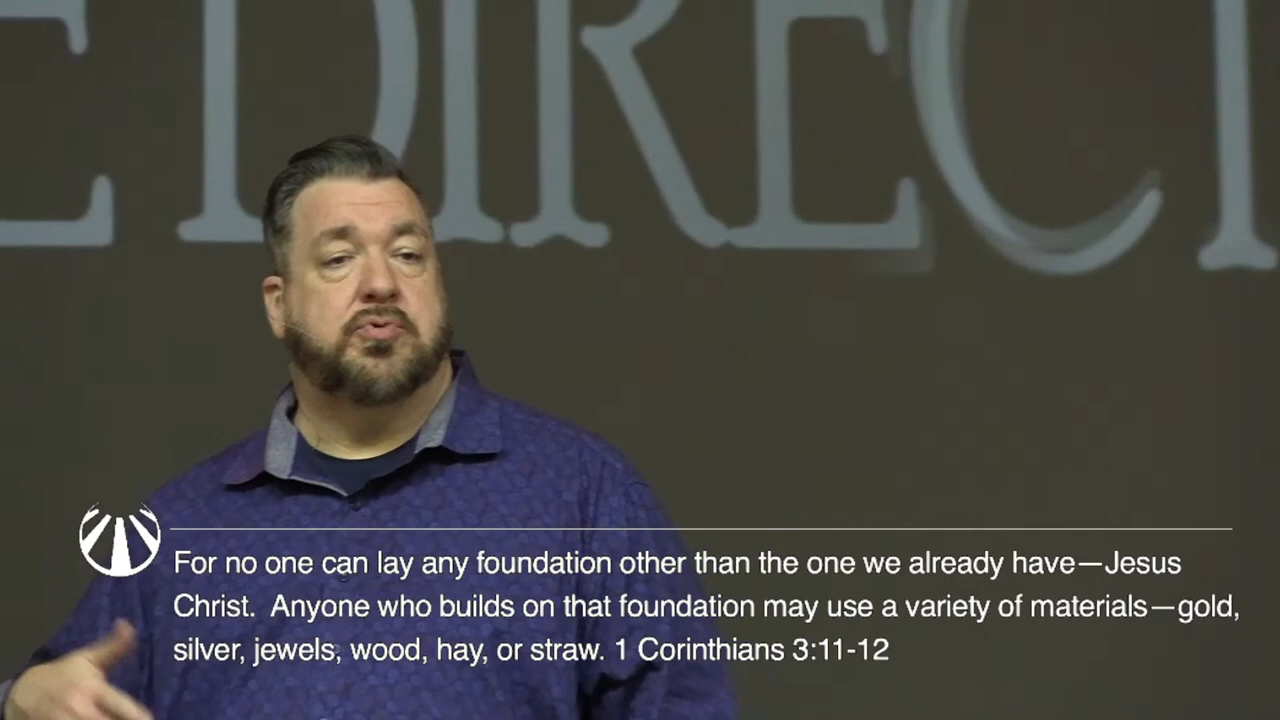 E DIRECT
For no one can lay any foundation other than the one we already have—Jesus
Christ.  Anyone who builds on that foundation may use a variety of materials—gold,
silver, jewels, wood, hay, or straw. 1 Corinthians 3:11-12